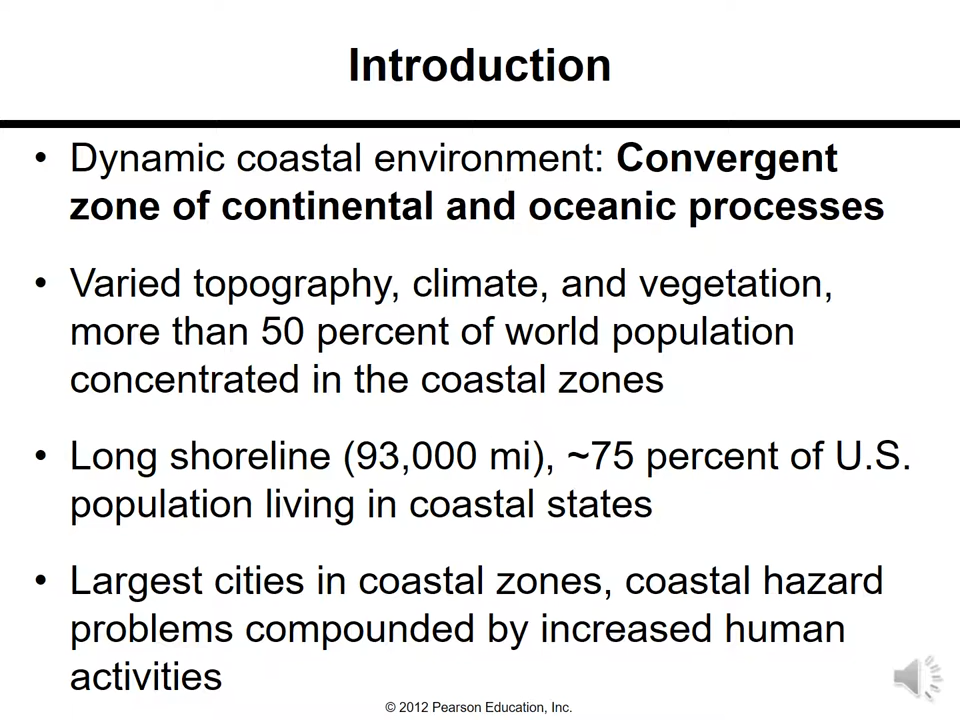 Introduction
• Dynamic coastal environment: Convergent
zone of continental and oceanic processes
• Varied topography, climate, and vegetation,
more than 50 percent of world population
concentrated in the coastal zones
• Long shoreline (93,000 mi), ~75 percent of U.S.
population living in coastal states
• Largest cities in coastal zones, coastal hazard
problems compounded by increased human
activities
© 2012 Pearson Education, Inc.